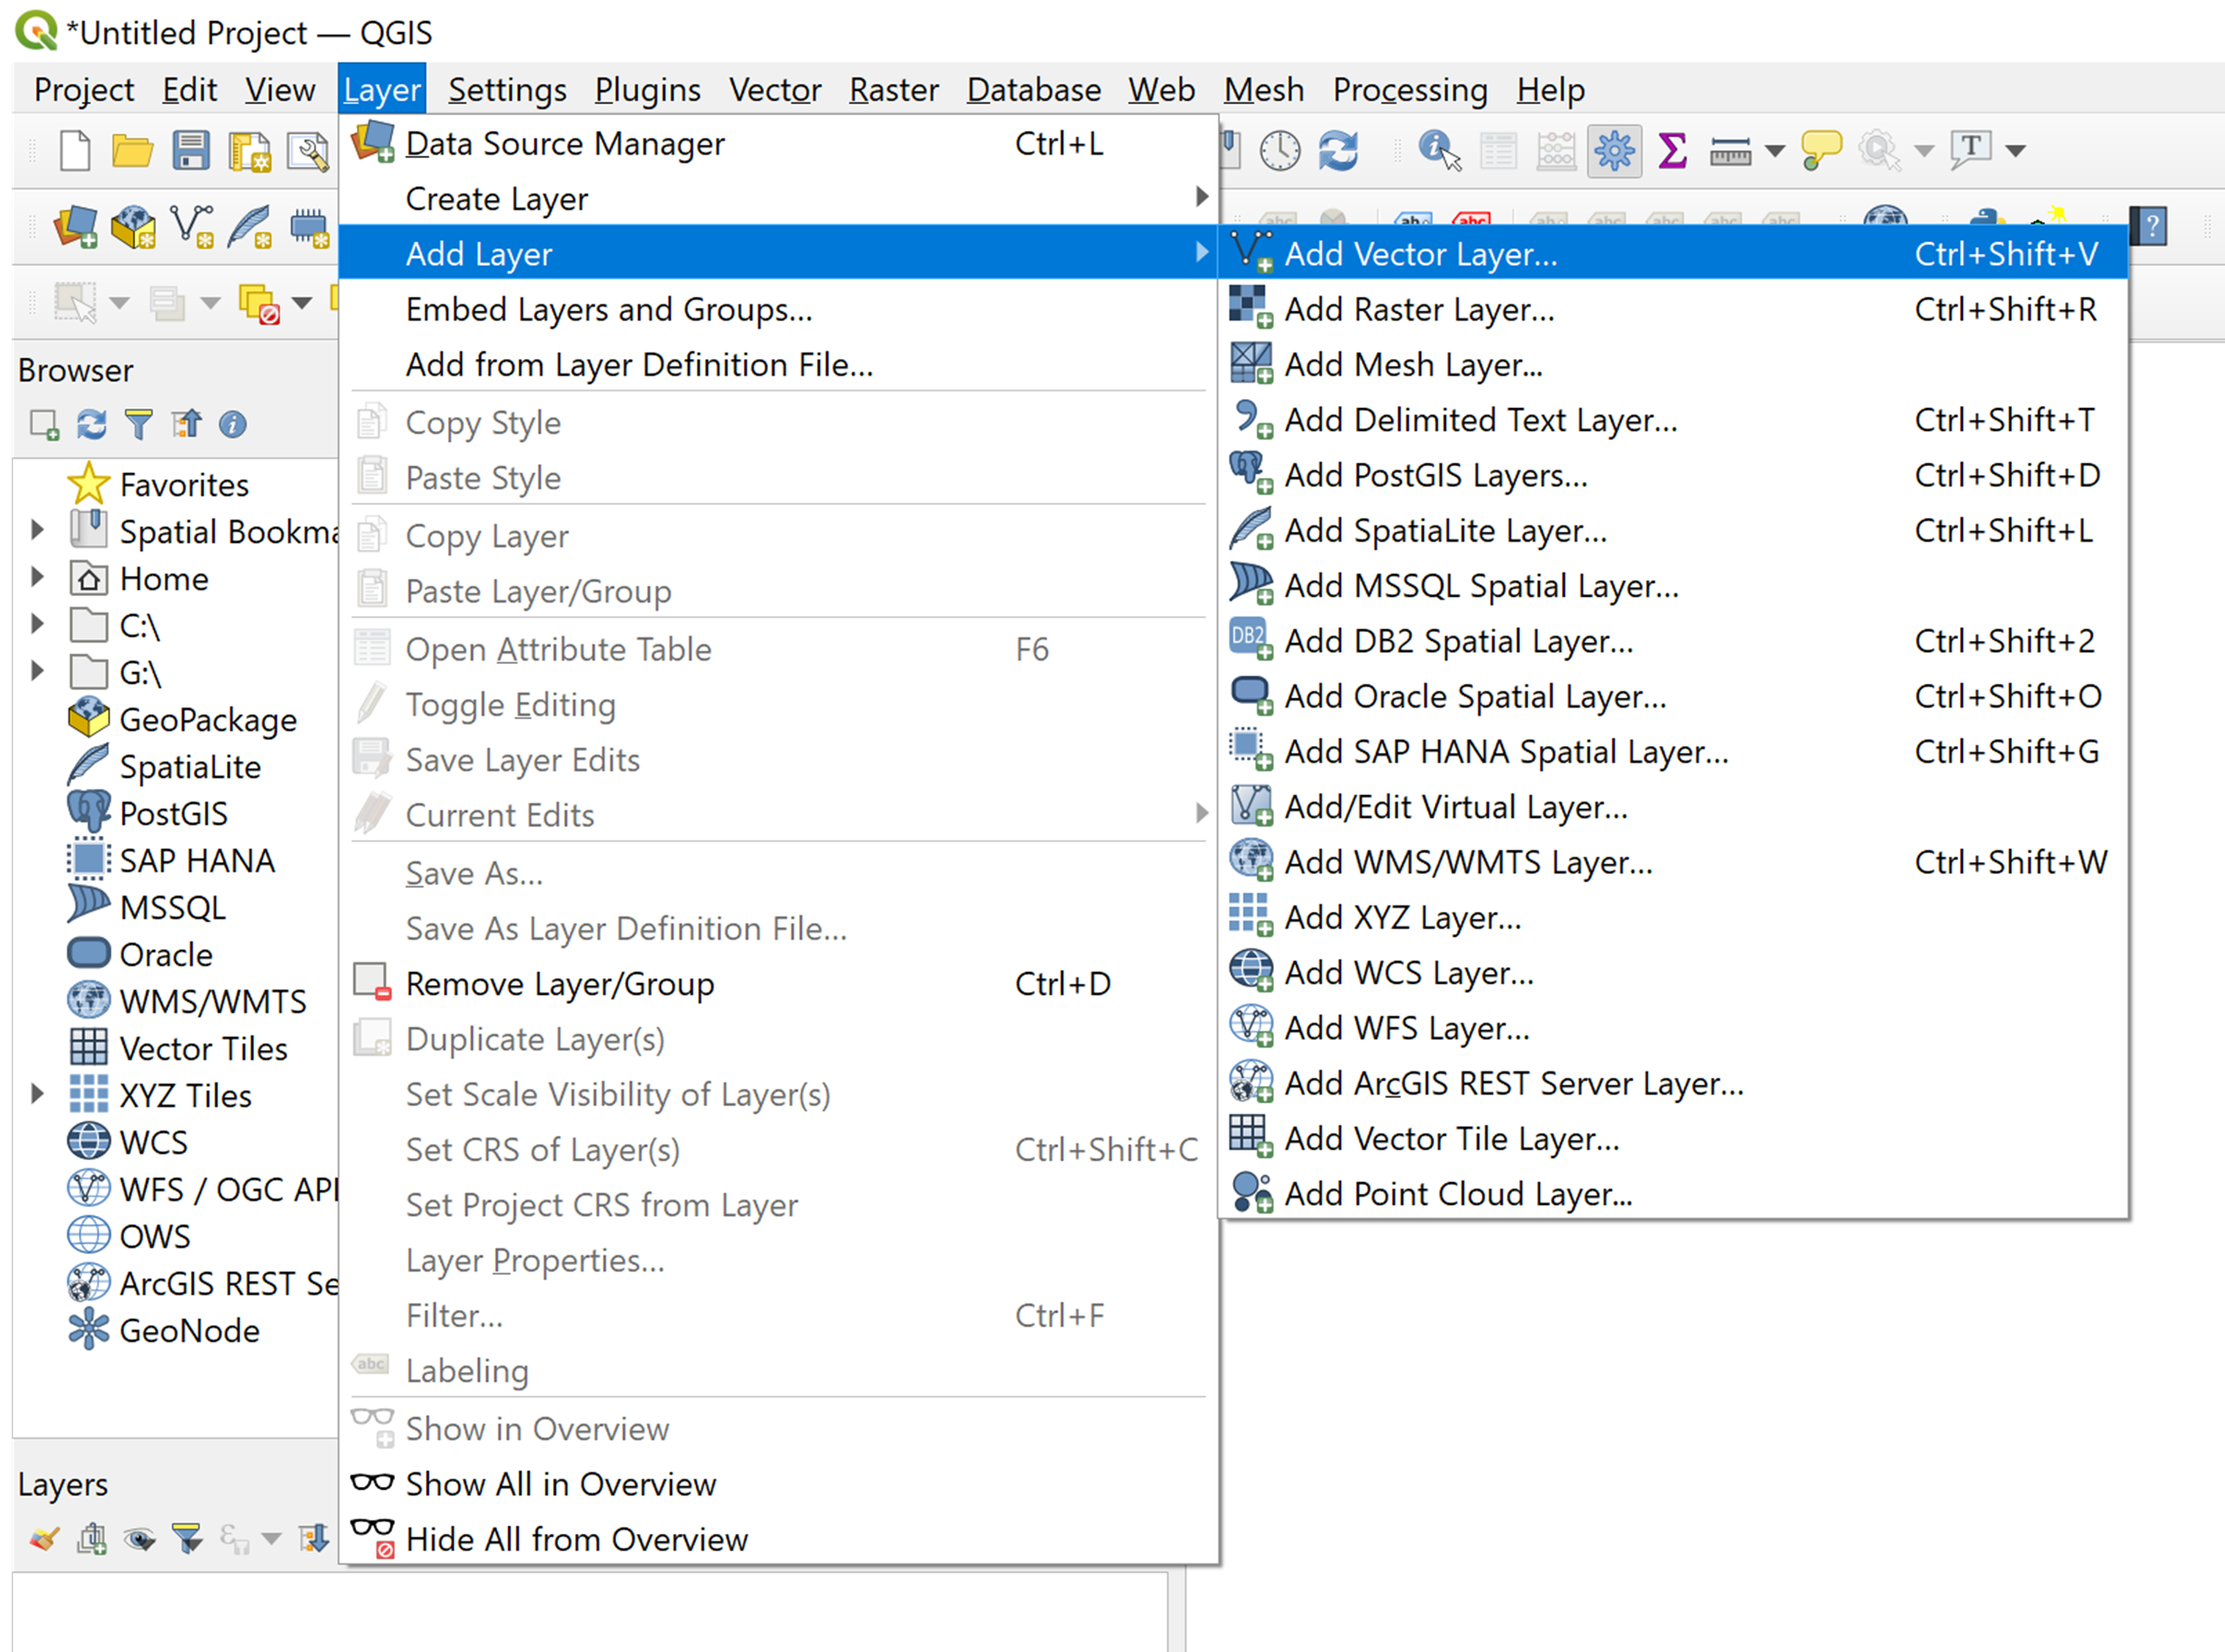 *Untitled Project — QGIS
Project Edit View Layer Settings Plugins Vector Raster Database Web Mesh Processing Help
Data Source Manager Ctrl+L
Create Layer
Add Layer
Embed Layers and Groups...
Add from Layer Definition File...
Copy Style
Paste Style
Copy Layer
Paste Layer/Group
Open Attribute Table F6
Toggle Editing
Save Layer Edits
Current Edits
Save As...
Save As Layer Definition File...
Remove Layer/Group Ctrl+D
Duplicate Layer(s)
Set Scale Visibility of Layer(s)
Set CRS of Layer(s) Ctrl+Shift+C
Set Project CRS from Layer
Layer Properties...
Filter... Ctrl+F
abc Labeling
Show in Overview
Show All in Overview
Hide All from Overview
Add Vector Layer... Ctrl+Shift+V
Add Raster Layer... Ctrl+Shift+R
Add Mesh Layer...
Add Delimited Text Layer... Ctrl+Shift+T
Add PostGIS Layers... Ctrl+Shift+D
Add SpatiaLite Layer... Ctrl+Shift+L
Add MSSQL Spatial Layer...
DB2 Add DB2 Spatial Layer... Ctrl+Shift+2
Add Oracle Spatial Layer... Ctrl+Shift+O
Add SAP HANA Spatial Layer... Ctrl+Shift+G
Add/Edit Virtual Layer...
Add WMS/WMTS Layer... Ctrl+Shift+W
Add XYZ Layer...
Add WCS Layer...
Add WFS Layer...
Add ArcGIS REST Server Layer...
Add Vector Tile Layer...
Add Point Cloud Layer...
Browser
Favorites
Spatial Bookma
Home
C:\
G:\
GeoPackage
SpatiaLite
PostGIS
SAP HANA
MSSQL
Oracle
WMS/WMTS
Vector Tiles
XYZ Tiles
WCS
WFS / OGC API
OWS
ArcGIS REST Se
GeoNode
Layers